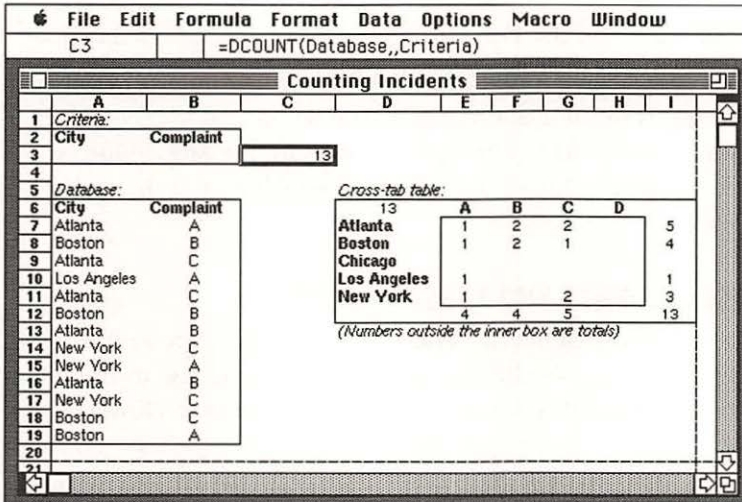 File Edit Formula Format Data Options Macro Window
C3 =DCOUNT(Database,,Criteria)
Counting Incidents
A B C D E F G H I
1 Criteria:
2 City Complaint
3 13
4
5 Database: Cross-tab table:
6 City Complaint 13 A B C D
7 Atlanta A Atlanta 1 2 2 5
8 Boston B Boston 1 2 1 4
9 Atlanta C Chicago
10 Los Angeles A Los Angeles 1 1
11 Atlanta C New York 1 2 3
12 Boston B 4 4 5 13
13 Atlanta B (Numbers outside the inner box are totals)
14 New York C
15 New York A
16 Atlanta B
17 New York C
18 Boston C
19 Boston A
20
21